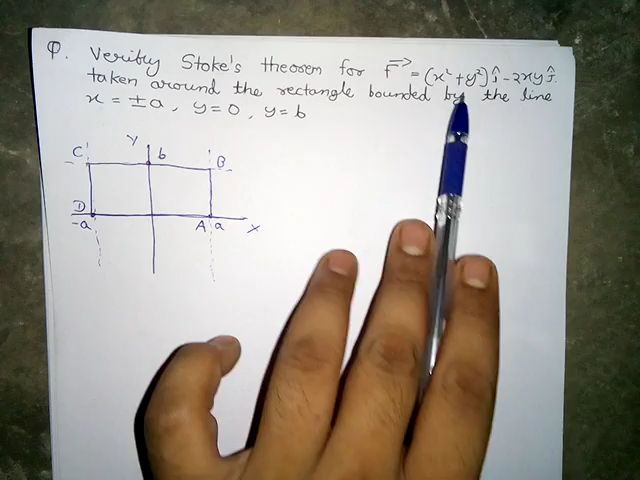 Q. Verify Stoke's theorem for F⃗ = (x² + y²) î - 2xy ĵ.
taken around the rectangle bounded by the line
x = ±a, y = 0, y = b
Y
C b B
D A
-a a X